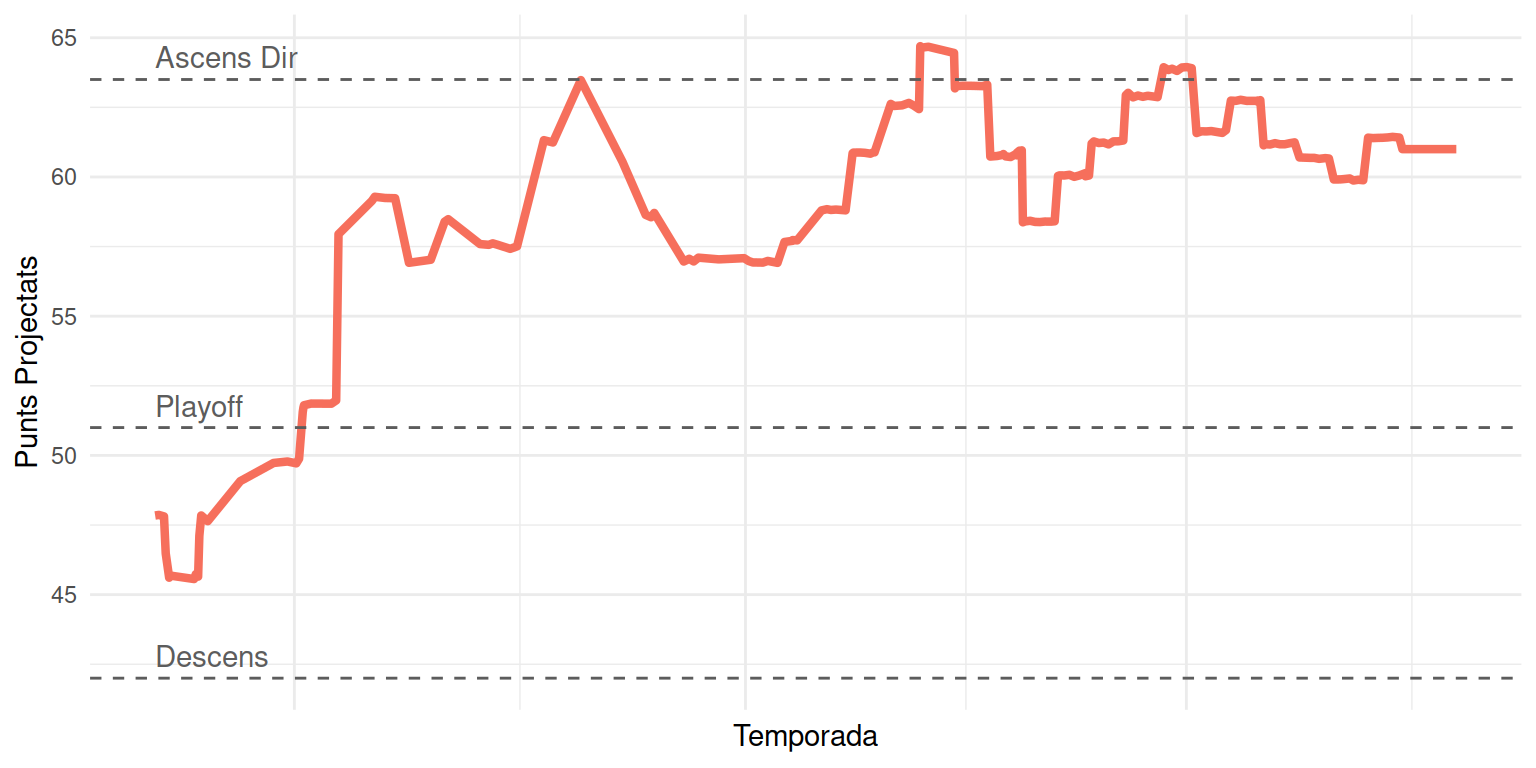 65
Ascens Dir
60
55
Playoff
50
45
Descens
Punts Projectats
Temporada